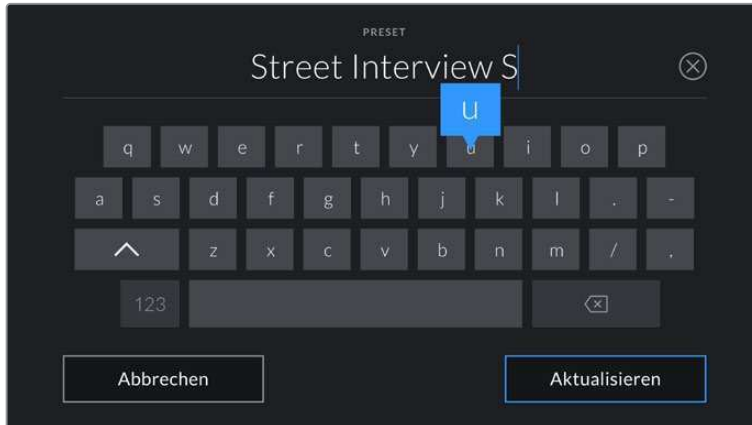 PRESET
Street Interview S
u
q w e r t y u i o p
a s d f g h j k l . -
z x c v b n m / ,
123
Abbrechen Aktualisieren